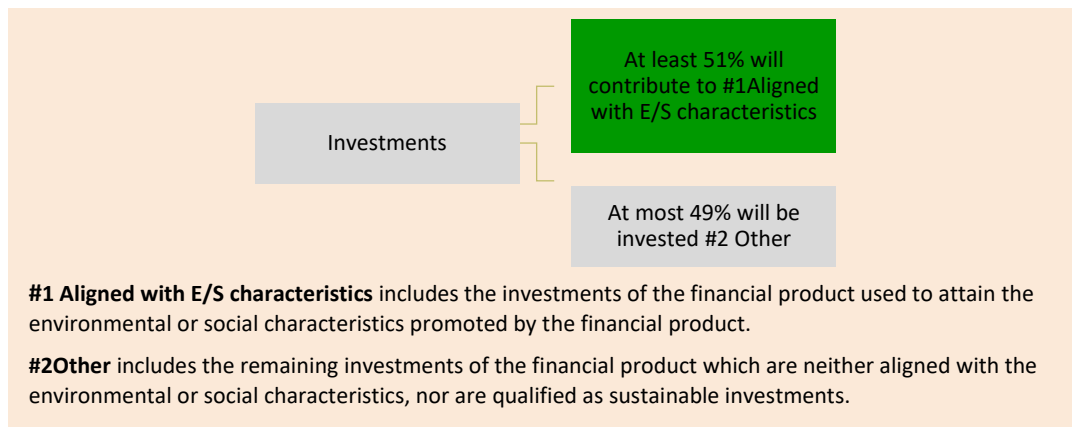 At least 51% will
contribute to #1Aligned
with E/S characteristics
Investments
At most 49% will be
invested #2 Other
#1 Aligned with E/S characteristics includes the investments of the financial product used to attain the
environmental or social characteristics promoted by the financial product.
#2Other includes the remaining investments of the financial product which are neither aligned with the
environmental or social characteristics, nor are qualified as sustainable investments.